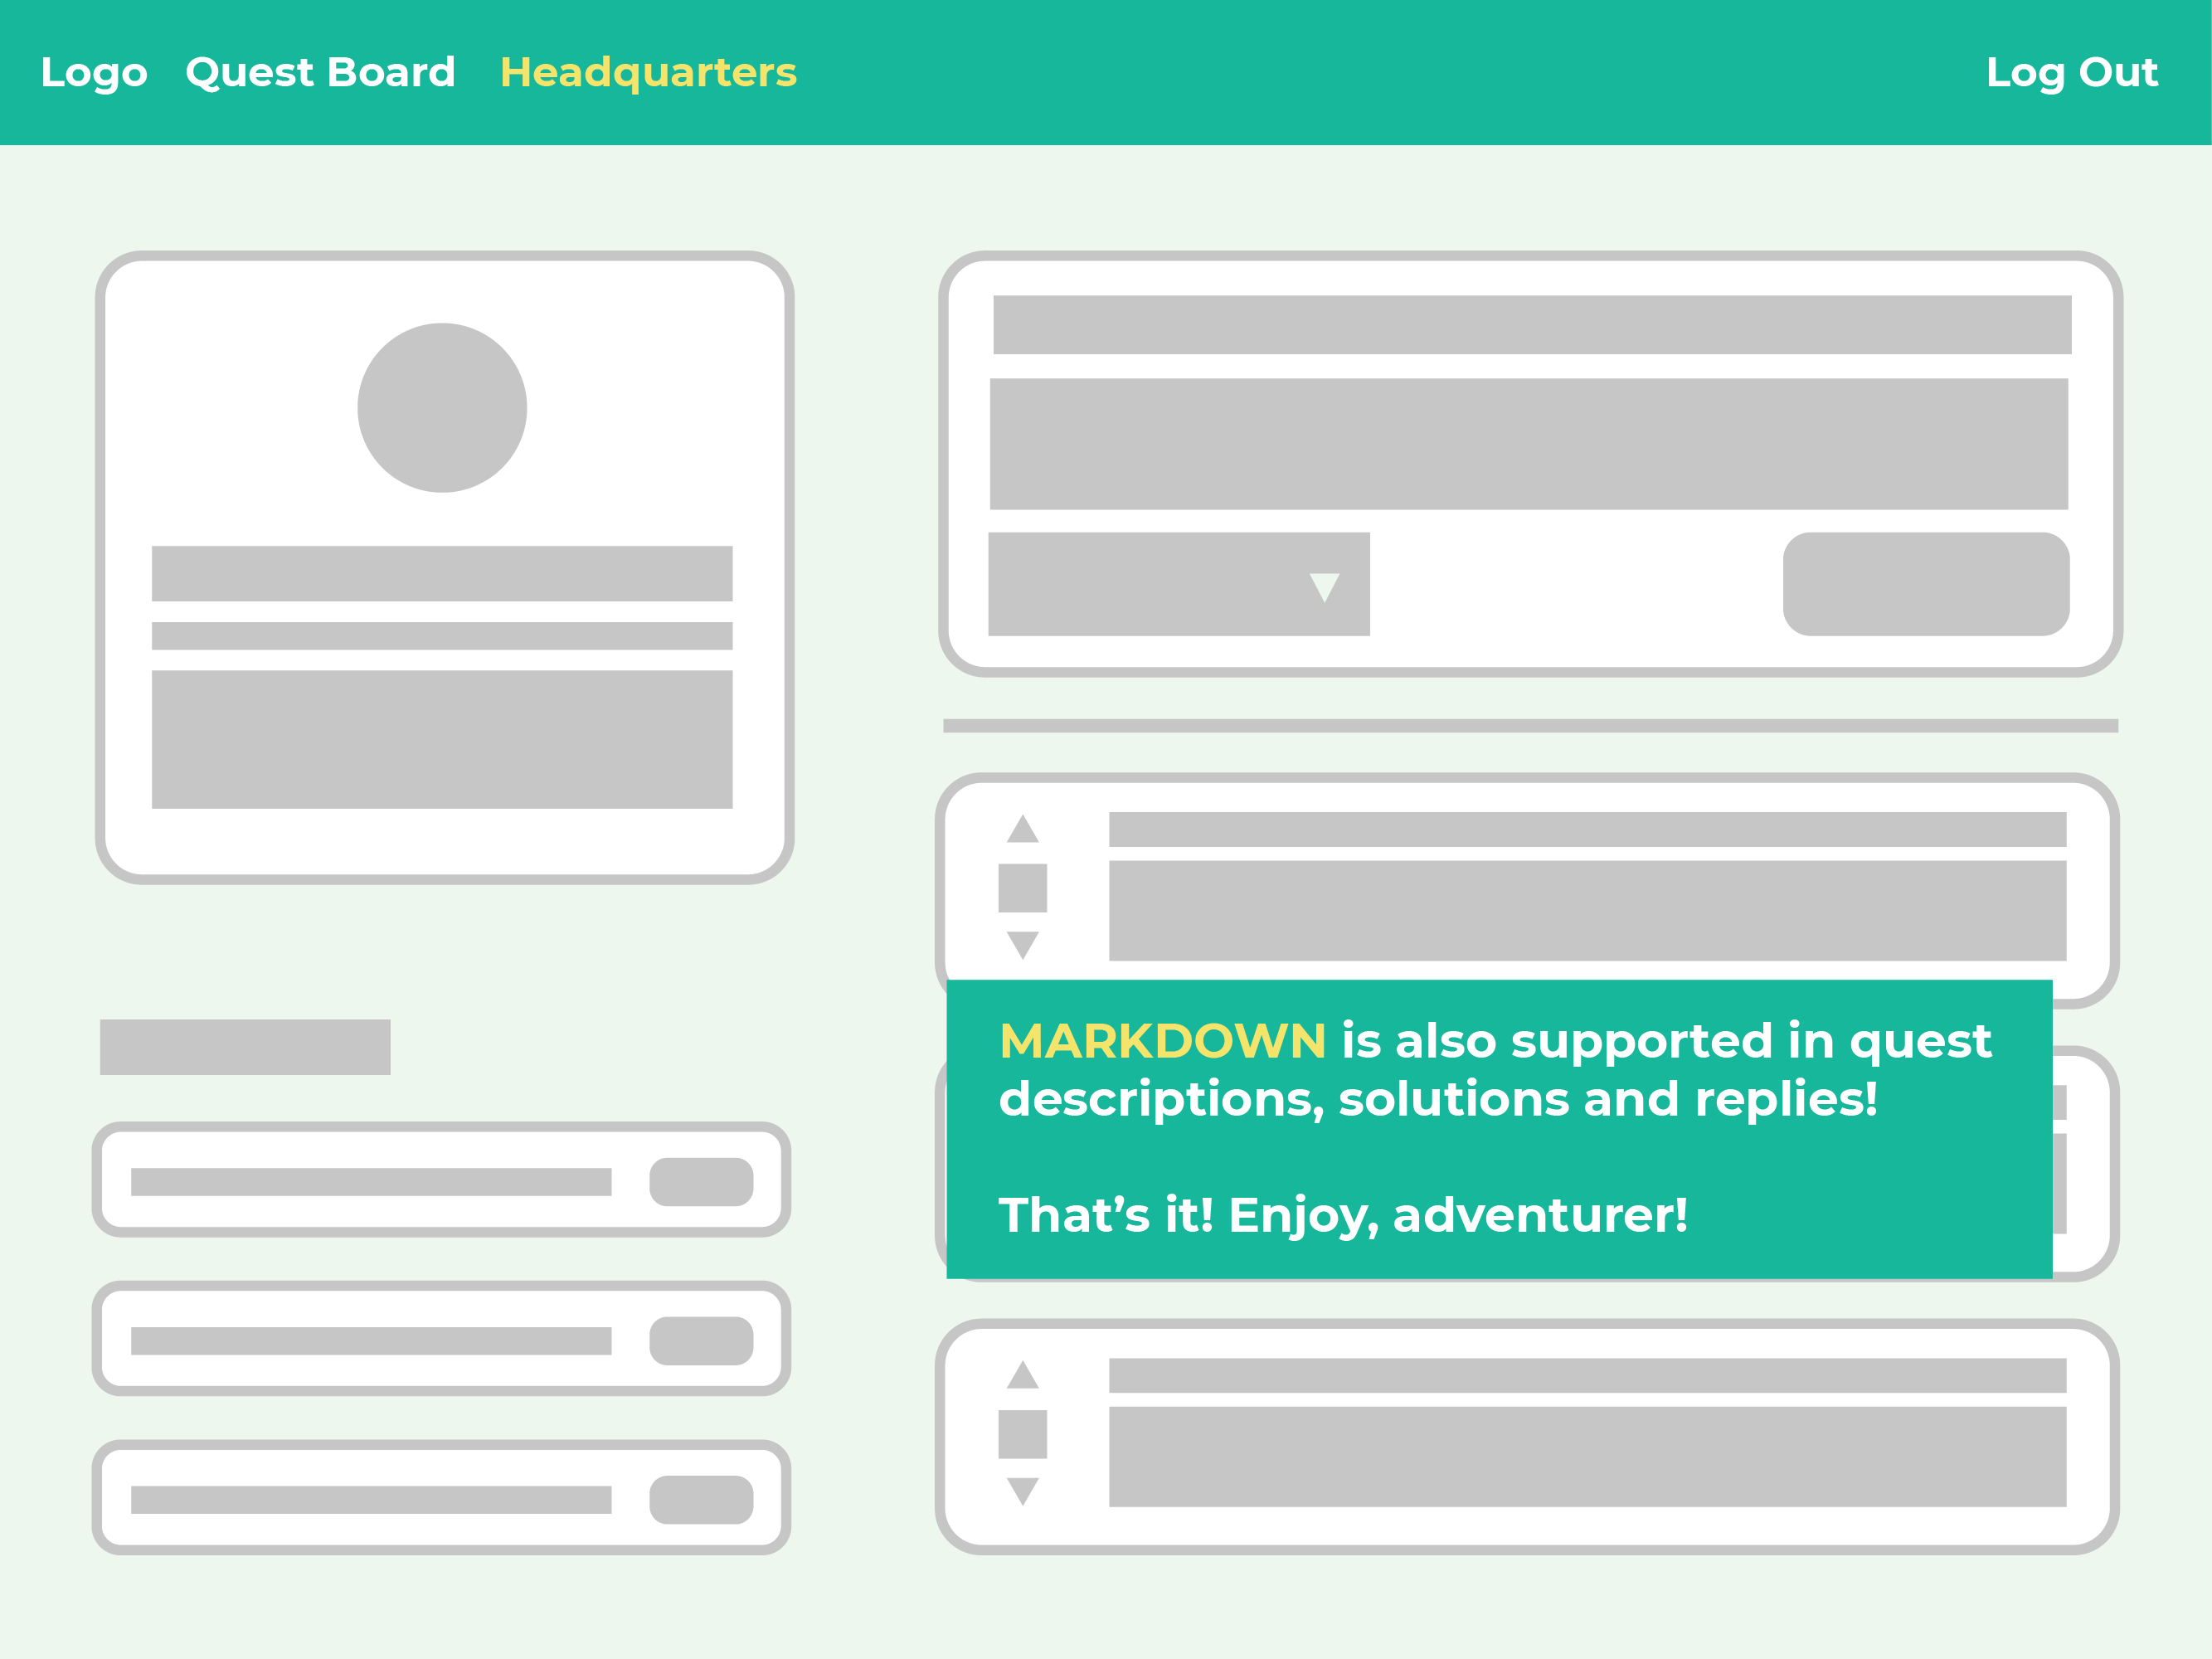 Logo Quest Board Headquarters Log Out
MARKDOWN is also supported in quest
descriptions, solutions and replies!
That’s it! Enjoy, adventurer!